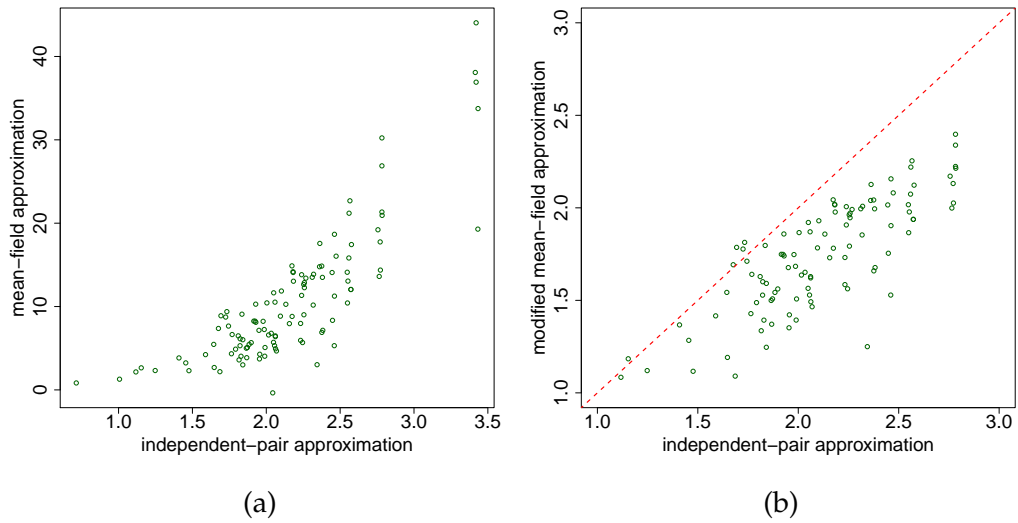 mean−field approximation
40
30
20
10
0
1.0 1.5 2.0 2.5 3.0 3.5
independent−pair approximation
(a)
modified mean−field approximation
3.0
2.5
2.0
1.5
1.0
1.0 1.5 2.0 2.5 3.0
independent−pair approximation
(b)